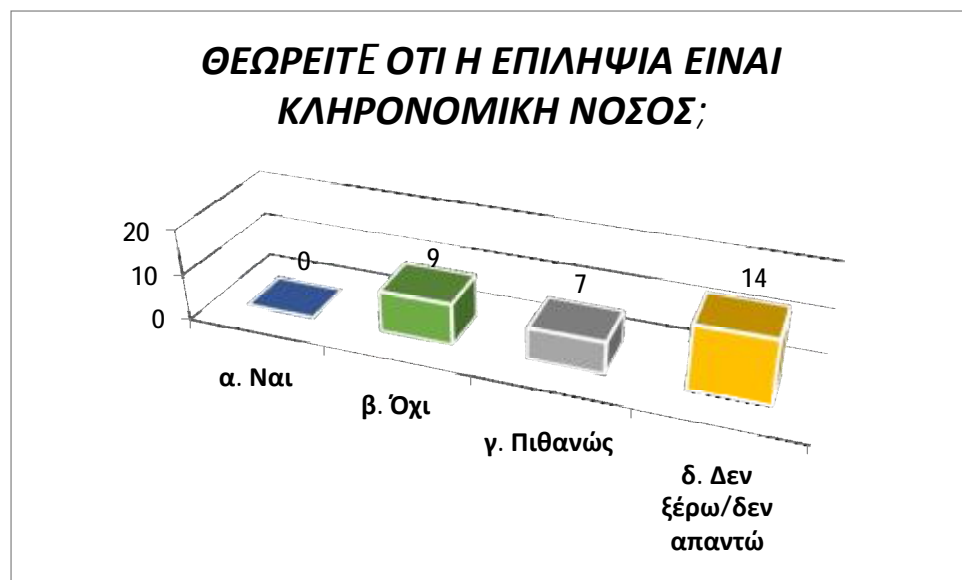 ΘΕΩΡΕΙΤΕ ΟΤΙ Η ΕΠΙΛΗΨΙΑ ΕΙΝΑΙ
ΚΛΗΡΟΝΟΜΙΚΗ ΝΟΣΟΣ;
20
10
0
0
9
7
14
α. Ναι
β. Όχι
γ. Πιθανώς
δ. Δεν
ξέρω/δεν
απαντώ